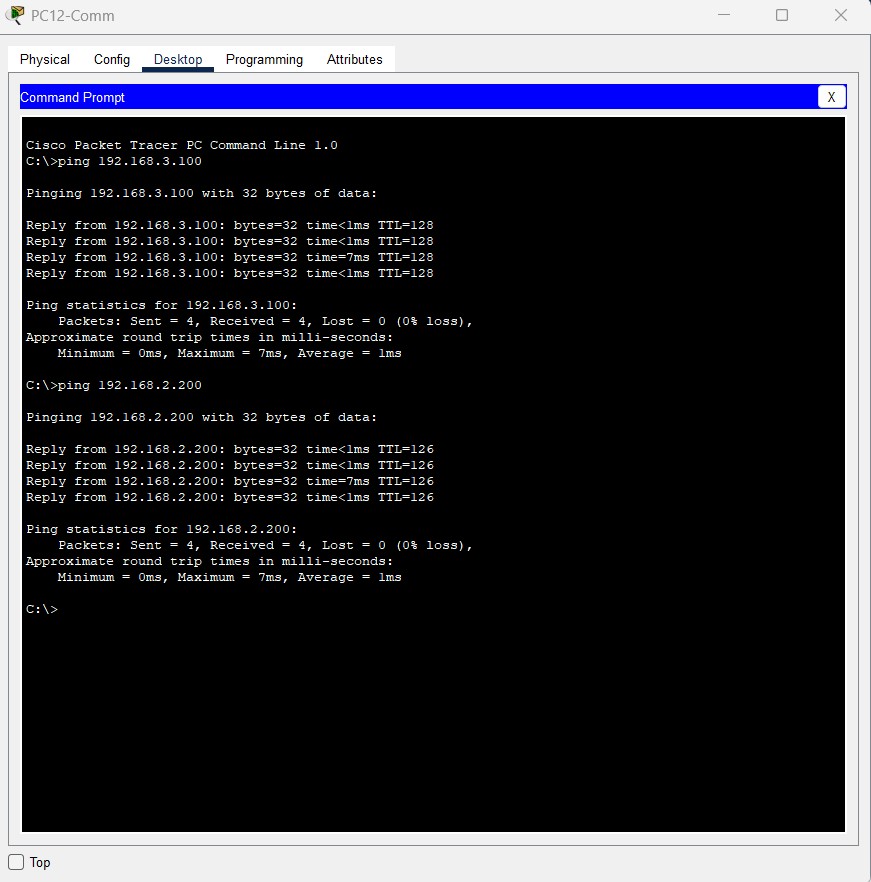 PC12-Comm
Physical Config Desktop Programming Attributes
Command Prompt X
Cisco Packet Tracer PC Command Line 1.0
C:\>ping 192.168.3.100
Pinging 192.168.3.100 with 32 bytes of data:
Reply from 192.168.3.100: bytes=32 time<1ms TTL=128
Reply from 192.168.3.100: bytes=32 time<1ms TTL=128
Reply from 192.168.3.100: bytes=32 time=7ms TTL=128
Reply from 192.168.3.100: bytes=32 time<1ms TTL=128
Ping statistics for 192.168.3.100:
    Packets: Sent = 4, Received = 4, Lost = 0 (0% loss),
Approximate round trip times in milli-seconds:
    Minimum = 0ms, Maximum = 7ms, Average = 1ms
C:\>ping 192.168.2.200
Pinging 192.168.2.200 with 32 bytes of data:
Reply from 192.168.2.200: bytes=32 time<1ms TTL=126
Reply from 192.168.2.200: bytes=32 time<1ms TTL=126
Reply from 192.168.2.200: bytes=32 time=7ms TTL=126
Reply from 192.168.2.200: bytes=32 time<1ms TTL=126
Ping statistics for 192.168.2.200:
    Packets: Sent = 4, Received = 4, Lost = 0 (0% loss),
Approximate round trip times in milli-seconds:
    Minimum = 0ms, Maximum = 7ms, Average = 1ms
C:\>
Top